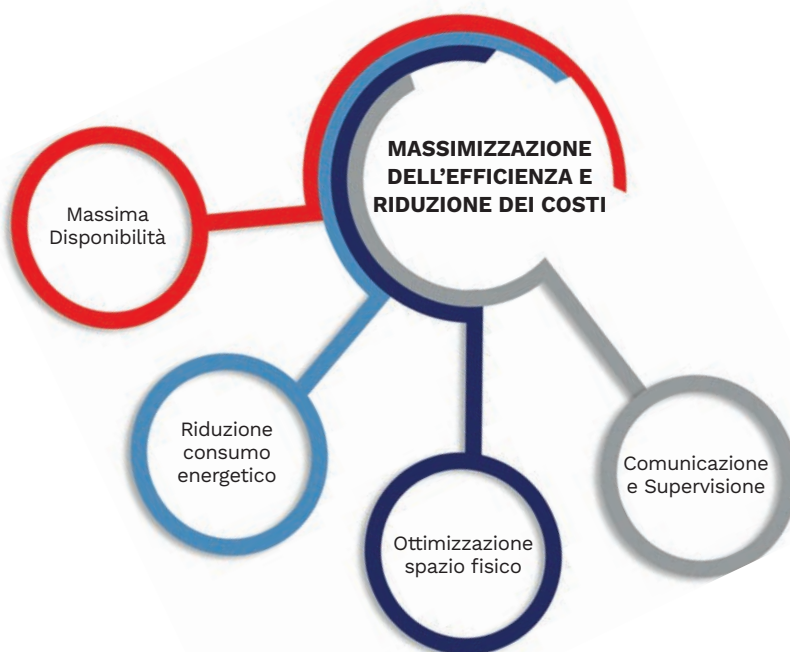 MASSIMIZZAZIONE
DELL’EFFICIENZA E
RIDUZIONE DEI COSTI
Massima
Disponibilità
Riduzione
consumo
energetico
Ottimizzazione
spazio fisico
Comunicazione
e Supervisione